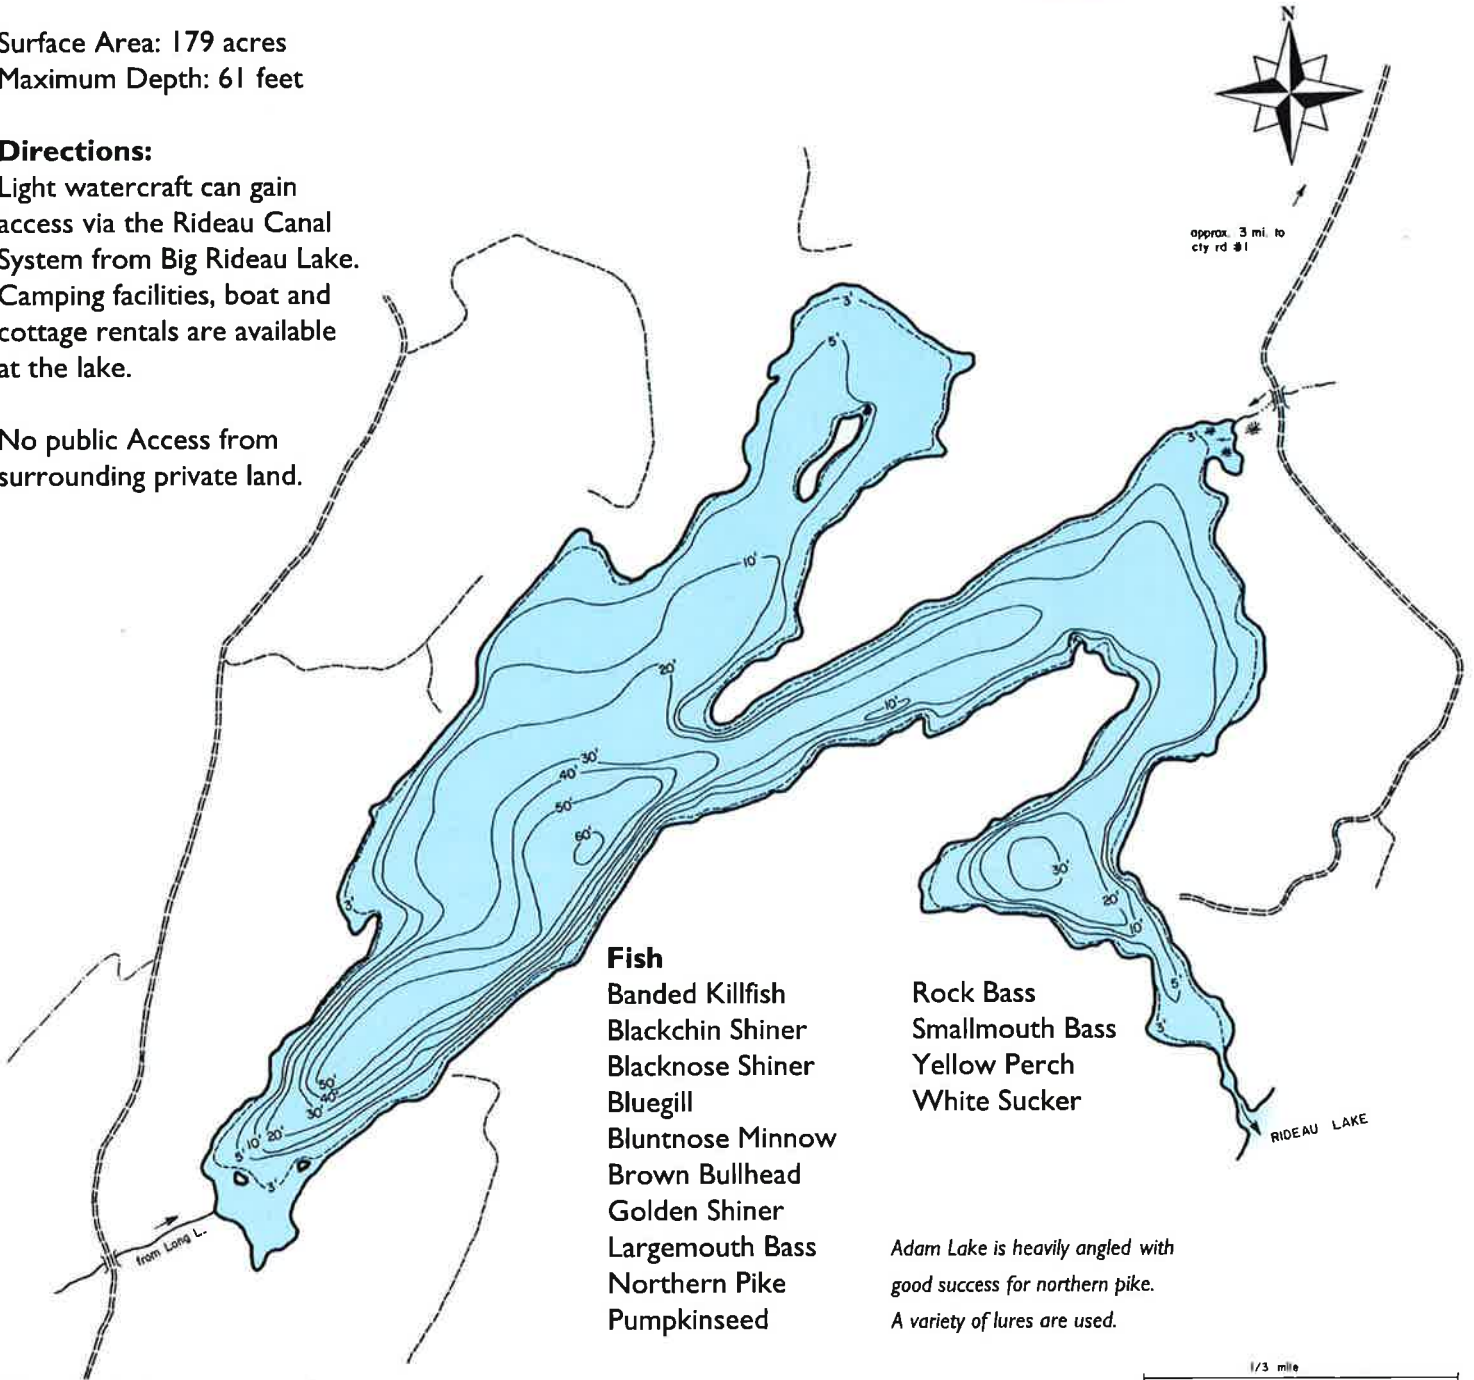 Surface Area: 179 acres
Maximum Depth: 61 feet
Directions:
Light watercraft can gain
access via the Rideau Canal
System from Big Rideau Lake.
Camping facilities, boat and
cottage rentals are available
at the lake.
No public Access from
surrounding private land.
N
approx. 3 mi. to
cty rd #1
3'
5'
3'
10'
20'
10'
30'
40'
50'
60'
30'
3'
20'
10'
5'
3'
50'
40'
30'
20'
10'
5'
3'
from Long L.
RIDEAU LAKE
Fish
Banded Killfish
Blackchin Shiner
Blacknose Shiner
Bluegill
Bluntnose Minnow
Brown Bullhead
Golden Shiner
Largemouth Bass
Northern Pike
Pumpkinseed
Rock Bass
Smallmouth Bass
Yellow Perch
White Sucker
Adam Lake is heavily angled with
good success for northern pike.
A variety of lures are used.
1/3 mile